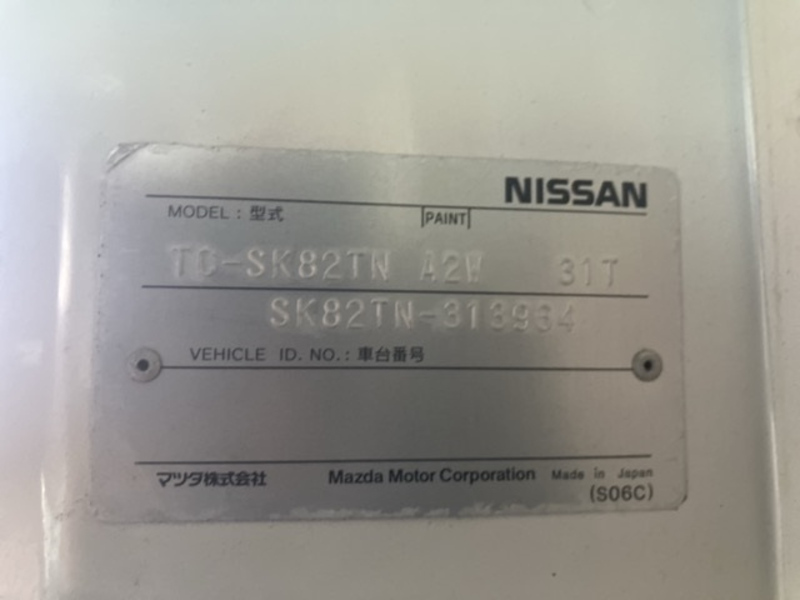 NISSAN
MODEL : 型式 PAINT
TC-SK82TN A2W 31T
SK82TN-313934
VEHICLE ID. NO. : 車台番号
マツダ株式会社 Mazda Motor Corporation Made in Japan
(S06C)